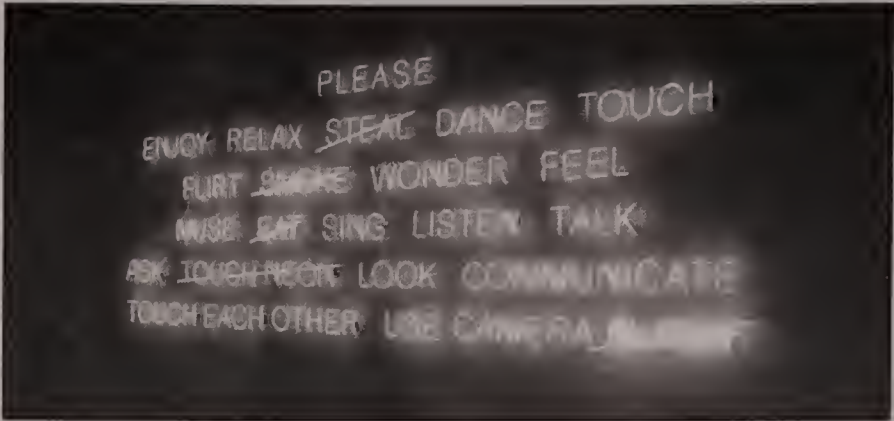 PLEASE
ENJOY RELAX STEAL DANCE TOUCH
FLIRT SMOKE WONDER FEEL
MUSE EAT SING LISTEN TALK
ASK TOUCH NEON LOOK COMMUNICATE
TOUCH EACH OTHER USE CAMERA